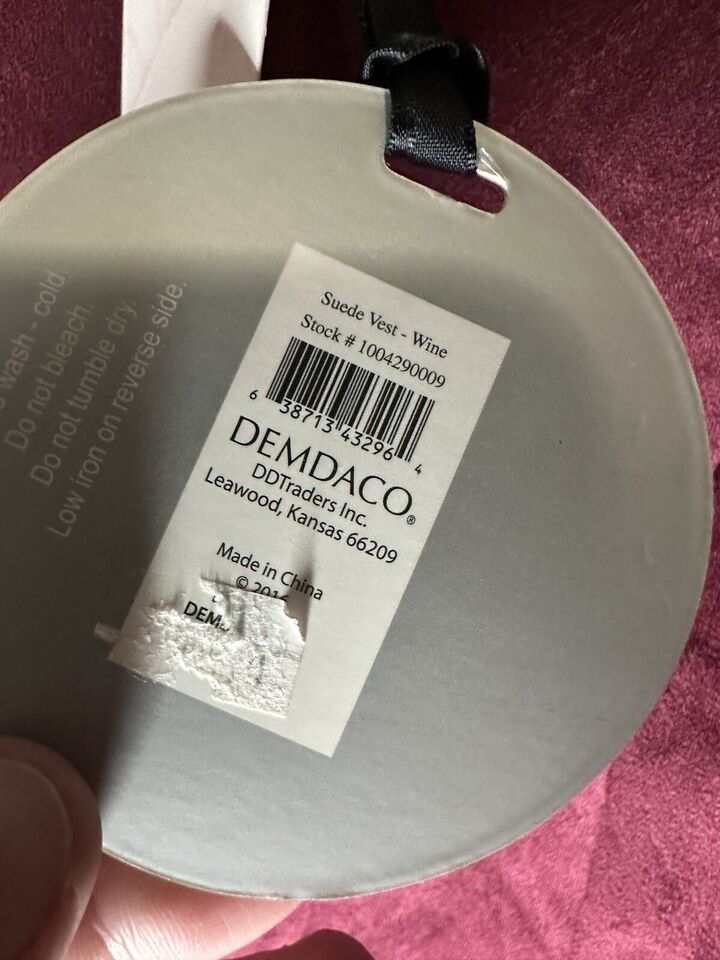 wash - cold.
Do not bleach.
Do not tumble dry.
Low iron on reverse side.
Suede Vest - Wine
Stock # 1004290009
6 38713 43296 4
DEMDACO®
DDTraders Inc.
Leawood, Kansas 66209
Made in China
© 2016